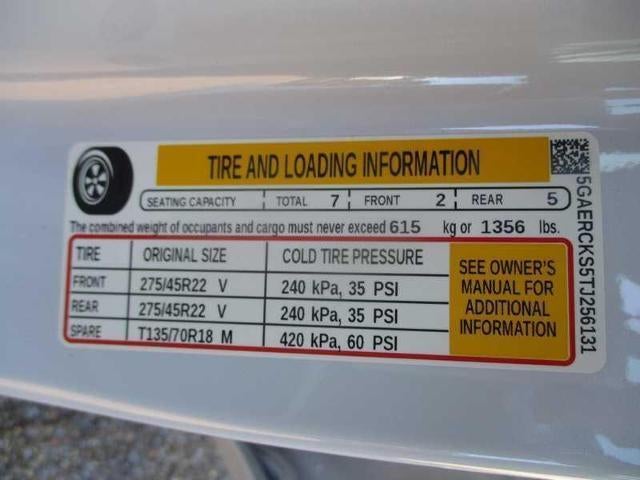 TIRE AND LOADING INFORMATION
SEATING CAPACITY TOTAL 7 FRONT 2 REAR 5
The combined weight of occupants and cargo must never exceed 615 kg or 1356 lbs.
TIRE ORIGINAL SIZE COLD TIRE PRESSURE
FRONT 275/45R22 V 240 kPa, 35 PSI
REAR 275/45R22 V 240 kPa, 35 PSI
SPARE T135/70R18 M 420 kPa, 60 PSI
SEE OWNER'S
MANUAL FOR
ADDITIONAL
INFORMATION
5GAERCKS5TJ256131